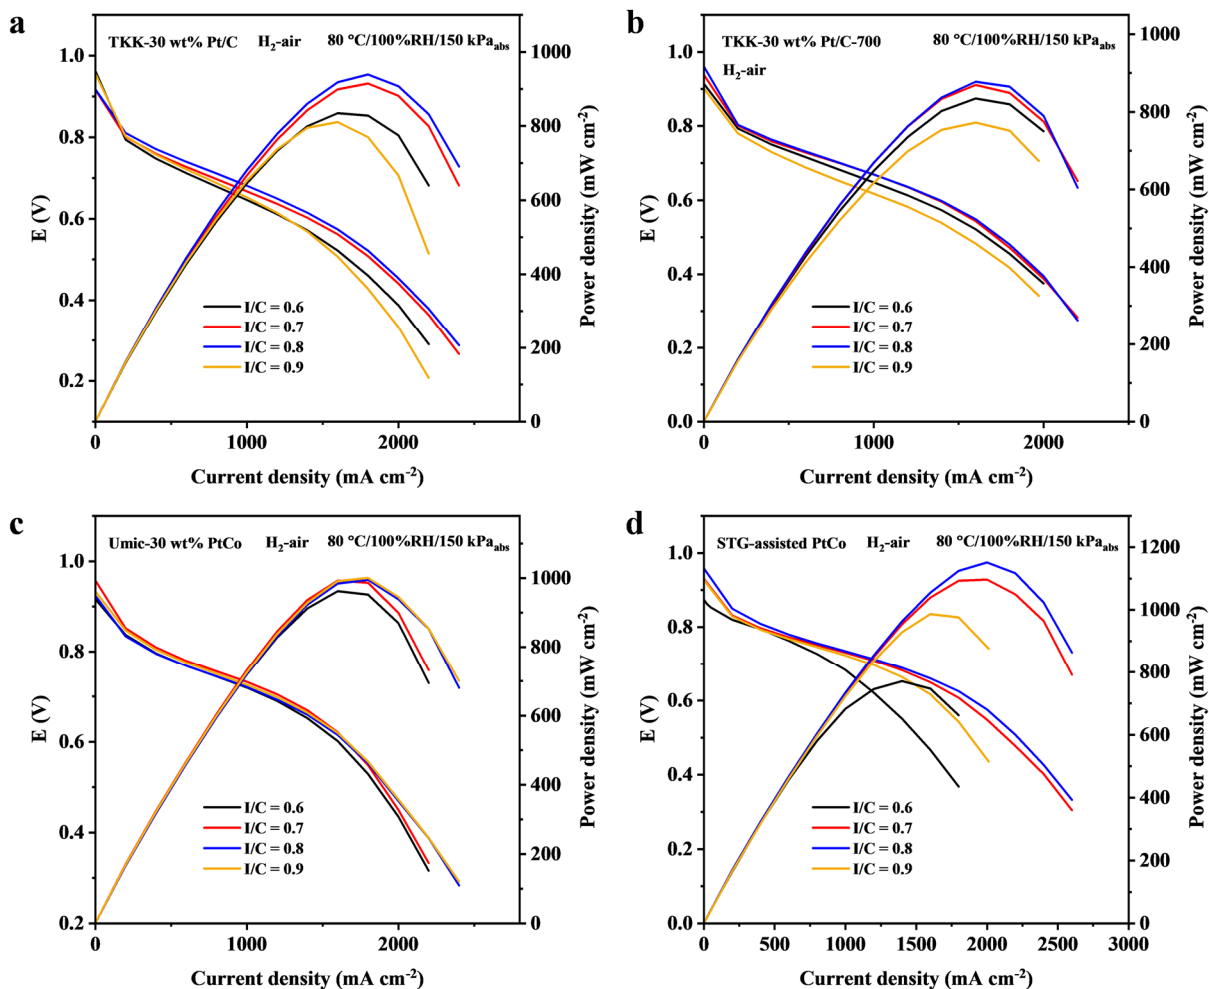 a
TKK-30 wt% Pt/C H₂-air 80 °C/100%RH/150 kPaabs
1.0
0.8
0.6
0.4
0.2
E (V)
1000
800
600
400
200
0
Power density (mW cm⁻²)
I/C = 0.6
I/C = 0.7
I/C = 0.8
I/C = 0.9
0 1000 2000
Current density (mA cm⁻²)
b
TKK-30 wt% Pt/C-700 80 °C/100%RH/150 kPaabs
H₂-air
1.0
0.8
0.6
0.4
0.2
0.0
E (V)
1000
800
600
400
200
0
Power density (mW cm⁻²)
I/C = 0.6
I/C = 0.7
I/C = 0.8
I/C = 0.9
0 1000 2000
Current density (mA cm⁻²)
c
Umic-30 wt% PtCo H₂-air 80 °C/100%RH/150 kPaabs
1.0
0.8
0.6
0.4
0.2
E (V)
1000
800
600
400
200
0
Power density (mW cm⁻²)
I/C = 0.6
I/C = 0.7
I/C = 0.8
I/C = 0.9
0 1000 2000
Current density (mA cm⁻²)
d
STG-assisted PtCo H₂-air 80 °C/100%RH/150 kPaabs
1.0
0.8
0.6
0.4
0.2
0.0
E (V)
1200
1000
800
600
400
200
0
Power density (mW cm⁻²)
I/C = 0.6
I/C = 0.7
I/C = 0.8
I/C = 0.9
0 500 1000 1500 2000 2500 3000
Current density (mA cm⁻²)